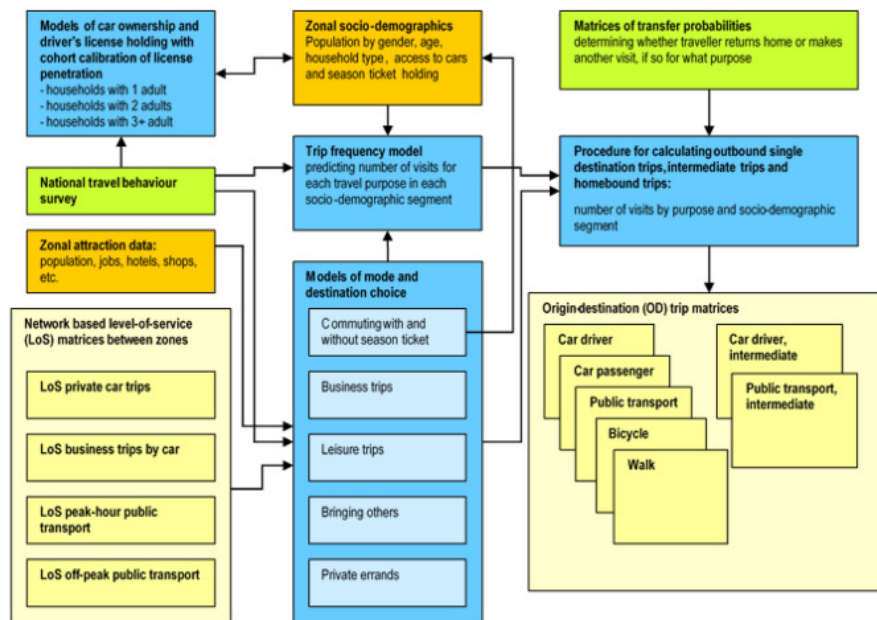 Models of car ownership and
driver's license holding with
cohort calibration of license
penetration
- households with 1 adult
- households with 2 adults
- households with 3+ adult
Zonal socio-demographics
Population by gender, age,
household type , access to cars
and season ticket holding
Matrices of transfer probabilities
determining whether traveller returns home or makes
another visit, if so for what purpose
National travel behaviour
survey
Trip frequency model
predicting number of visits for
each travel purpose in each
socio-demographic segment
Procedure for calculating outbound single
destination trips, intermediate trips and
homebound trips:
number of visits by purpose and socio-demographic
segment
Zonal attraction data:
population, jobs, hotels, shops,
etc.
Models of mode and
destination choice
Commuting with and
without season ticket
Business trips
Leisure trips
Bringing others
Private errands
Network based level-of-service
(LoS) matrices between zones
LoS private car trips
LoS business trips by car
LoS peak-hour public
transport
LoS off-peak public transport
Origin-destination (OD) trip matrices
Car driver
Car passenger
Public transport
Bicycle
Walk
Car driver,
intermediate
Public transport,
intermediate